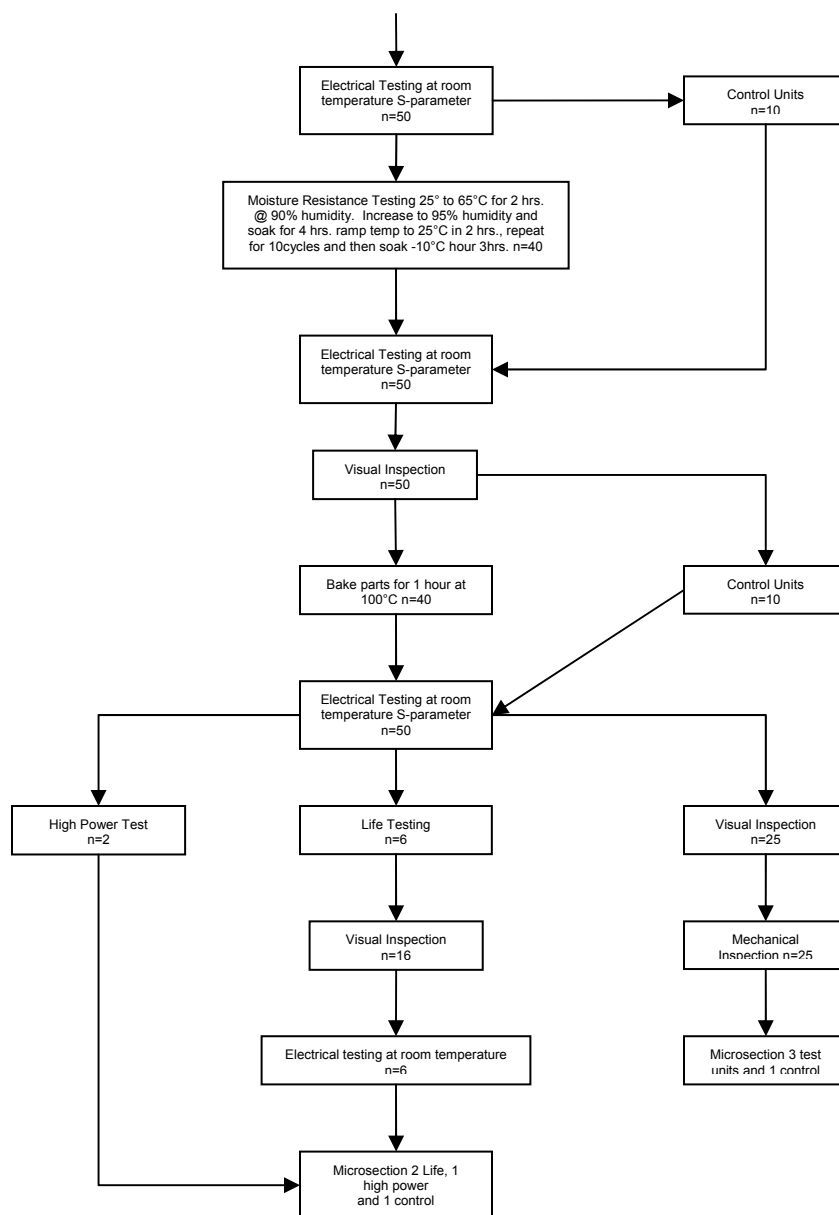 Electrical Testing at room
temperature S-parameter
n=50
Control Units
n=10
Moisture Resistance Testing 25° to 65°C for 2 hrs.
@ 90% humidity.  Increase to 95% humidity and
soak for 4 hrs. ramp temp to 25°C in 2 hrs., repeat
for 10cycles and then soak -10°C hour 3hrs. n=40
Electrical Testing at room
temperature S-parameter
n=50
Visual Inspection
n=50
Bake parts for 1 hour at
100°C n=40
Control Units
n=10
Electrical Testing at room
temperature S-parameter
n=50
High Power Test
n=2
Life Testing
n=6
Visual Inspection
n=25
Visual Inspection
n=16
Mechanical
Inspection n=25
Electrical testing at room temperature
n=6
Microsection 3 test
units and 1 control
Microsection 2 Life, 1
high power
and 1 control